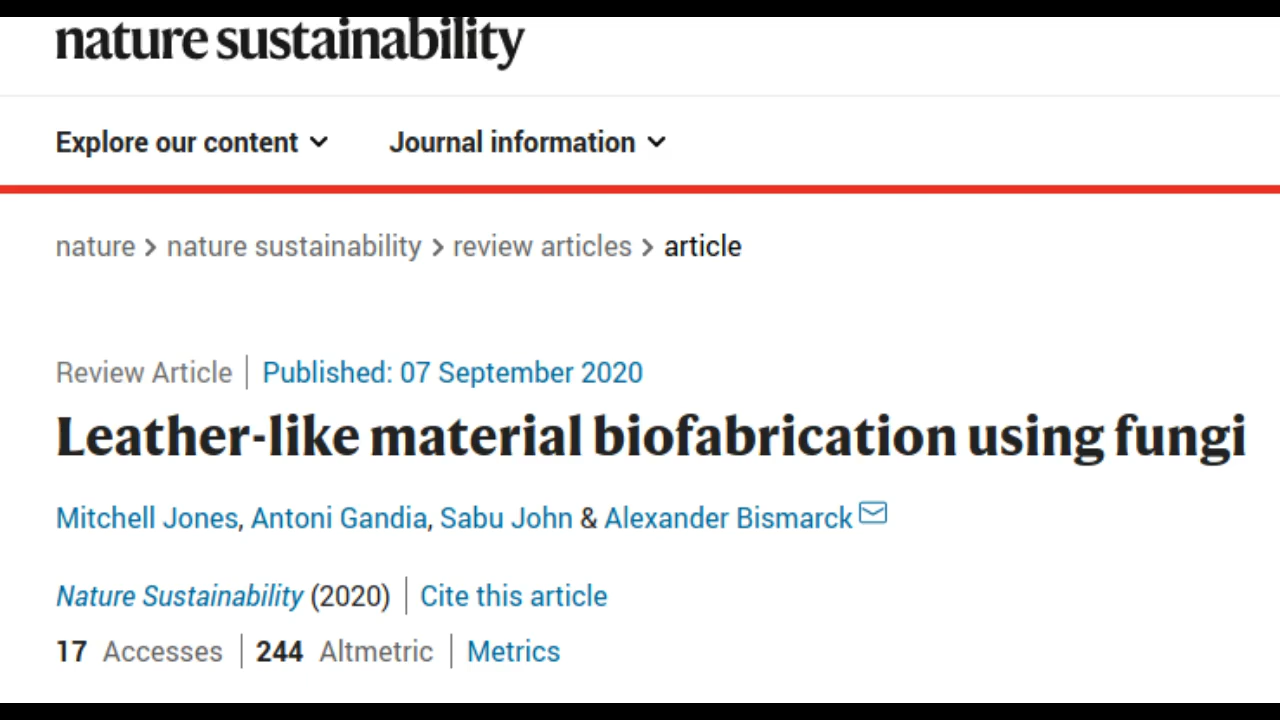 nature sustainability
Explore our content Journal information
nature > nature sustainability > review articles > article
Review Article | Published: 07 September 2020
Leather-like material biofabrication using fungi
Mitchell Jones, Antoni Gandia, Sabu John & Alexander Bismarck
Nature Sustainability (2020) | Cite this article
17 Accesses | 244 Altmetric | Metrics